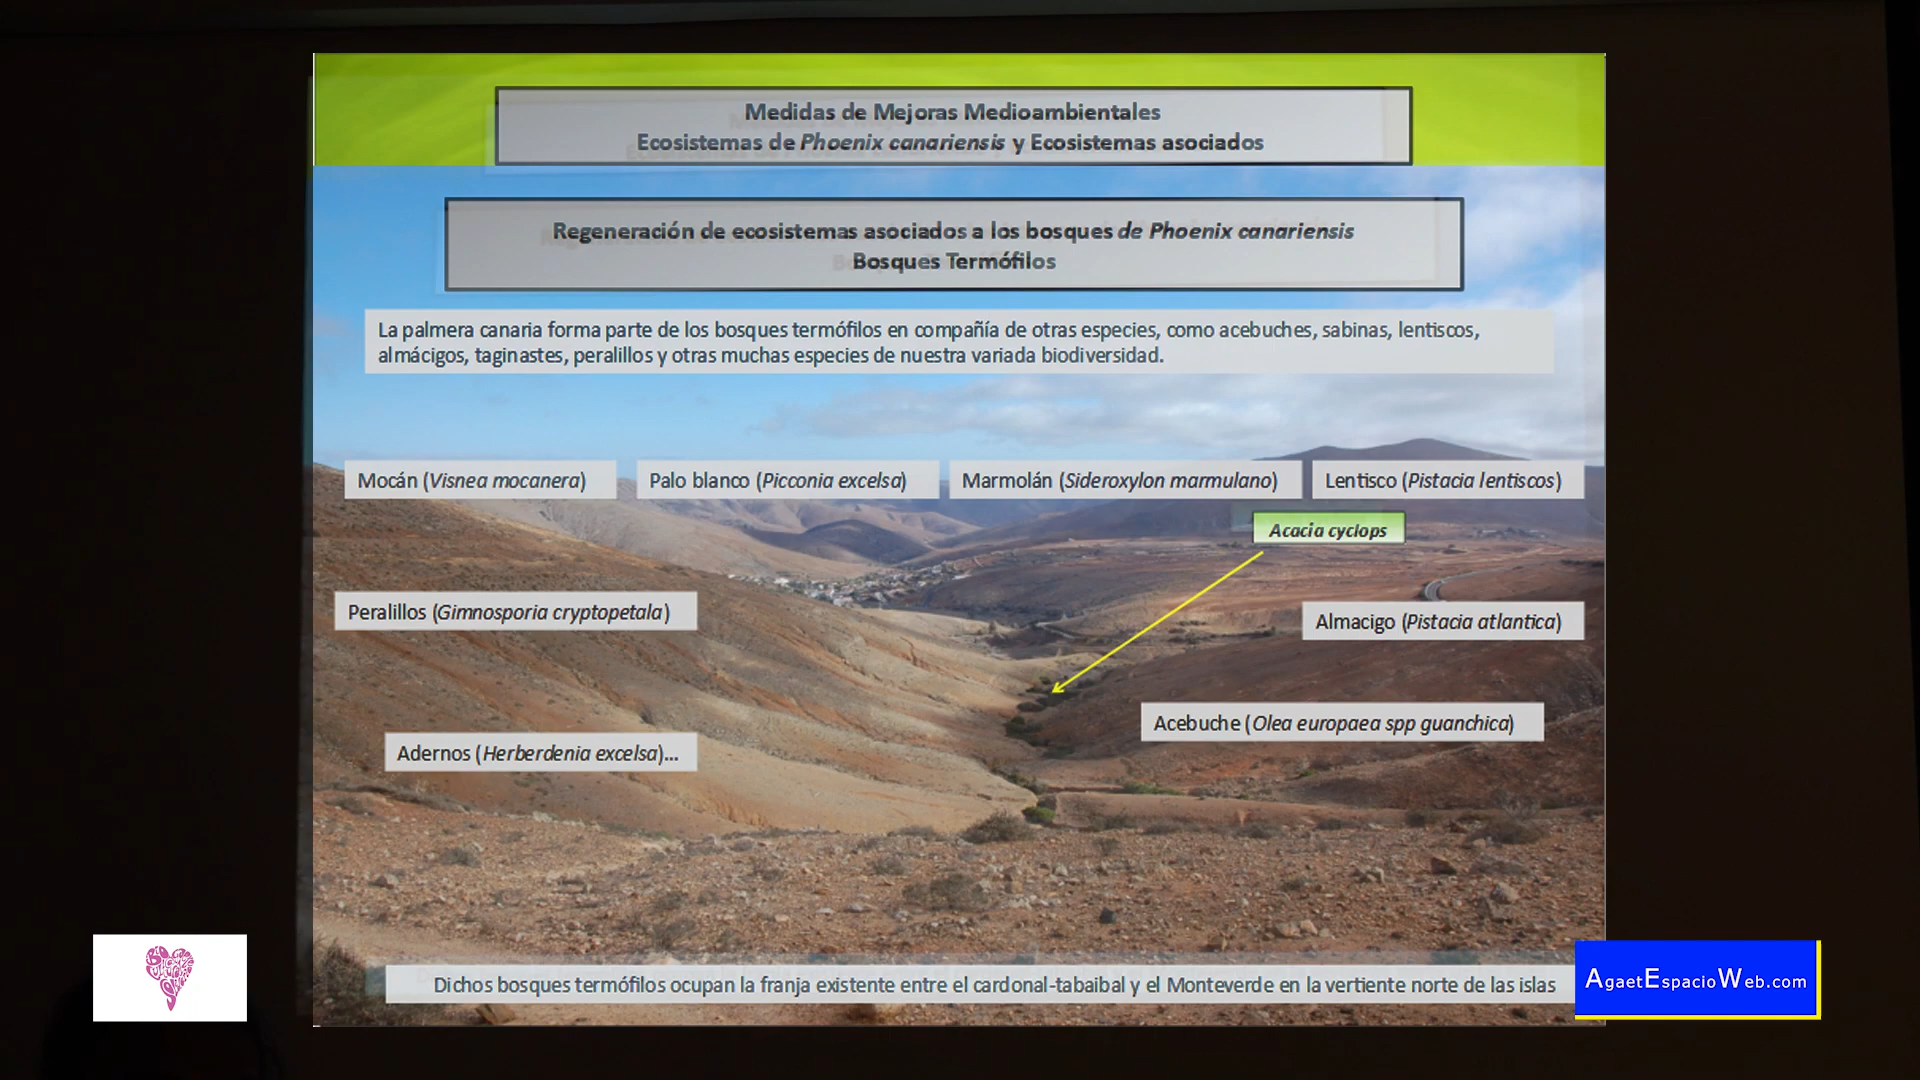 Medidas de Mejoras Medioambientales
Ecosistemas de Phoenix canariensis y Ecosistemas asociados
Regeneración de ecosistemas asociados a los bosques de Phoenix canariensis
Bosques Termófilos
La palmera canaria forma parte de los bosques termófilos en compañía de otras especies, como acebuches, sabinas, lentiscos,
almácigos, taginastes, peralillos y otras muchas especies de nuestra variada biodiversidad.
Mocán (Visnea mocanera)
Palo blanco (Picconia excelsa)
Marmolán (Sideroxylon marmulano)
Lentisco (Pistacia lentiscos)
Acacia cyclops
Peralillos (Gimnosporia cryptopetala)
Almacigo (Pistacia atlantica)
Acebuche (Olea europaea spp guanchica)
Adernos (Herberdenia excelsa)...
Dichos bosques termófilos ocupan la franja existente entre el cardonal-tabaibal y el Monteverde en la vertiente norte de las islas
AgaetEspacioWeb.com